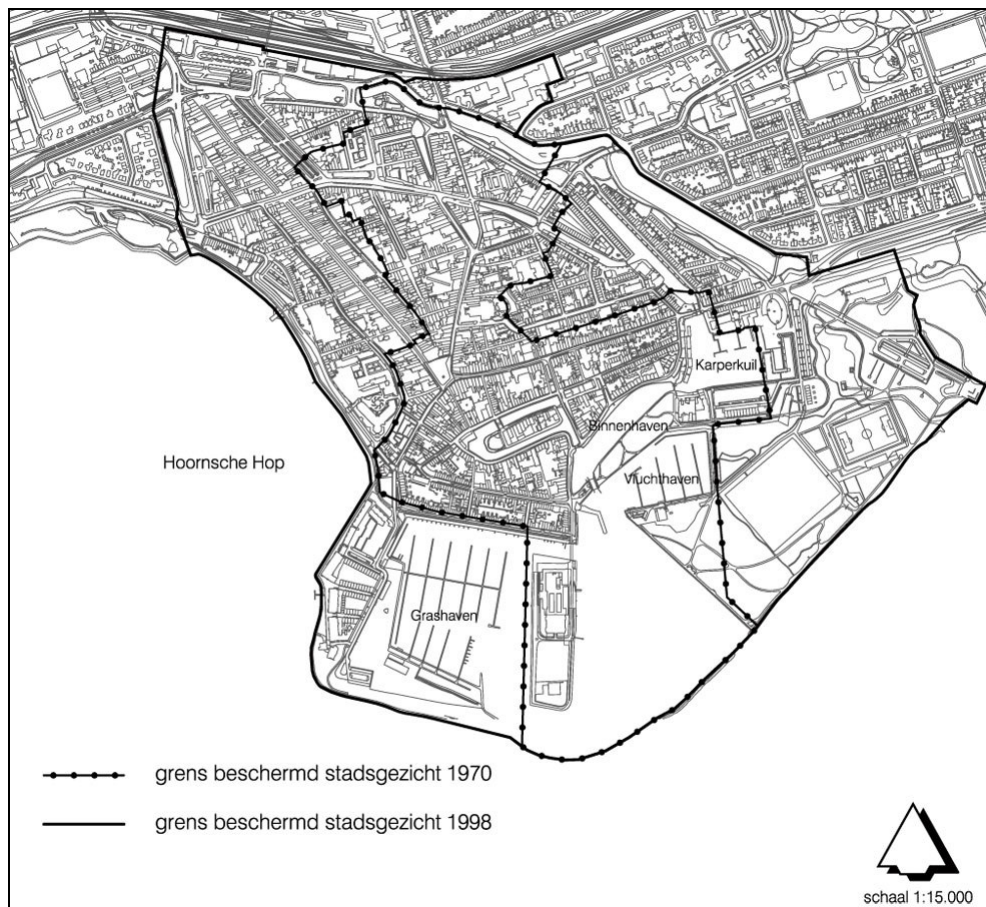 Karperkuil
Binnenhaven
Hoornsche Hop
Vluchthaven
Grashaven
grens beschermd stadsgezicht 1970
grens beschermd stadsgezicht 1998
schaal 1:15.000